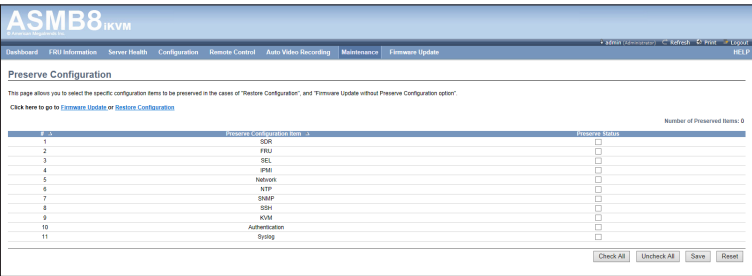 ASMB8 iKVM
© American Megatrends Inc.
admin (Administrator) Refresh Print Logout
Dashboard FRU Information Server Health Configuration Remote Control Auto Video Recording Maintenance Firmware Update HELP
Preserve Configuration
This page allows you to select the specific configuration items to be preserved in the cases of "Restore Configuration", and "Firmware Update without Preserve Configuration option".
Click here to go to Firmware Update or Restore Configuration
Number of Preserved Items: 0
# Preserve Configuration Item Preserve Status
1 SDR
2 FRU
3 SEL
4 IPMI
5 Network
6 NTP
7 SNMP
8 SSH
9 KVM
10 Authentication
11 Syslog
Check All Uncheck All Save Reset